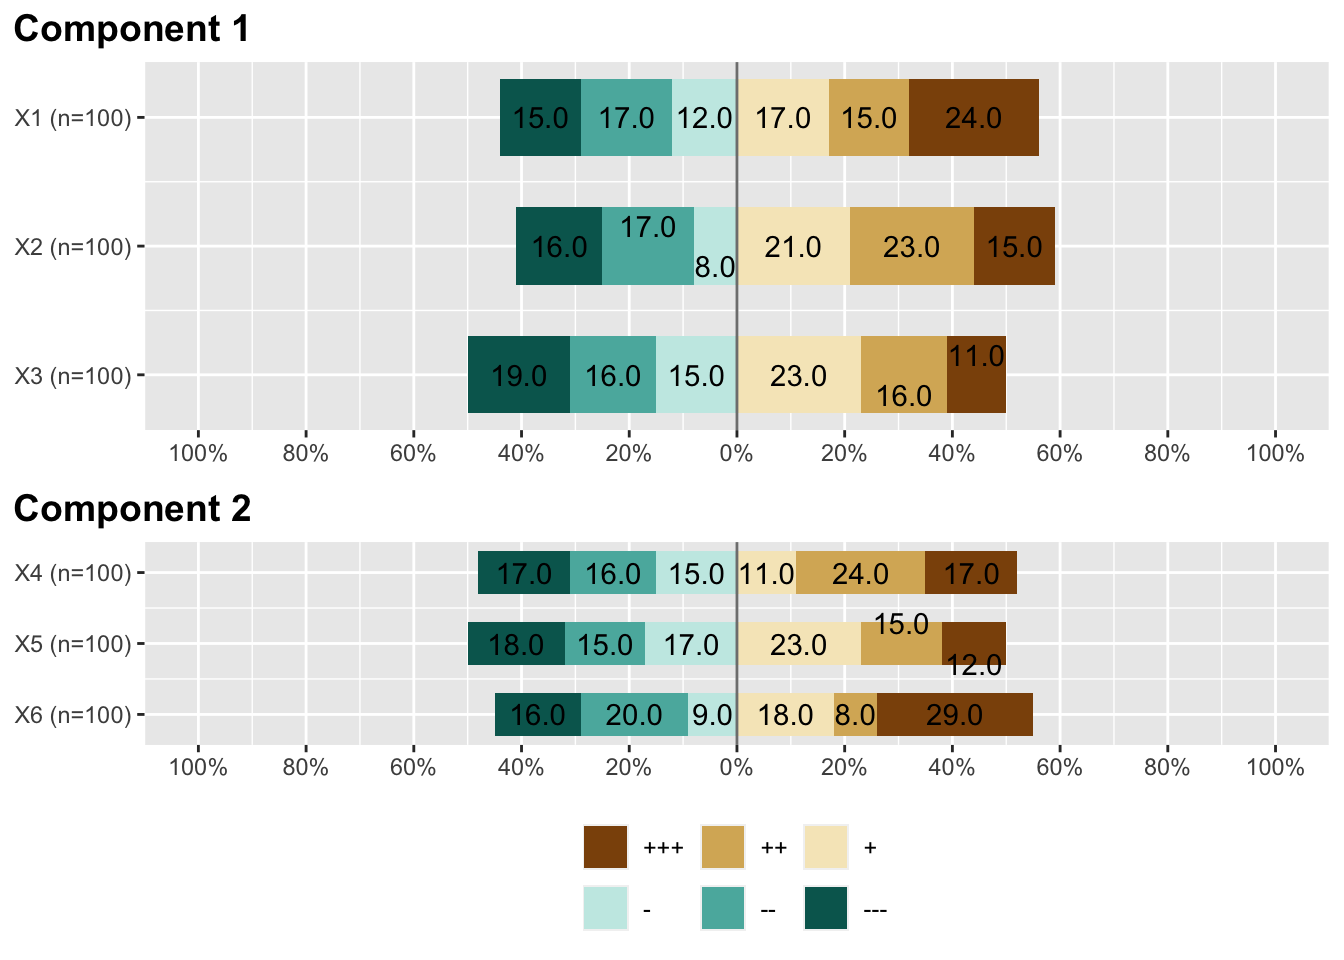 Component 1
X1 (n=100) 15.0 17.0 12.0 17.0 15.0 24.0
X2 (n=100) 16.0 17.0 8.0 21.0 23.0 15.0
X3 (n=100) 19.0 16.0 15.0 23.0 16.0 11.0
100% 80% 60% 40% 20% 0% 20% 40% 60% 80% 100%
Component 2
X4 (n=100) 17.0 16.0 15.0 11.0 24.0 17.0
X5 (n=100) 18.0 15.0 17.0 23.0 15.0 12.0
X6 (n=100) 16.0 20.0 9.0 18.0 8.0 29.0
100% 80% 60% 40% 20% 0% 20% 40% 60% 80% 100%
+++ ++ +
- -- ---